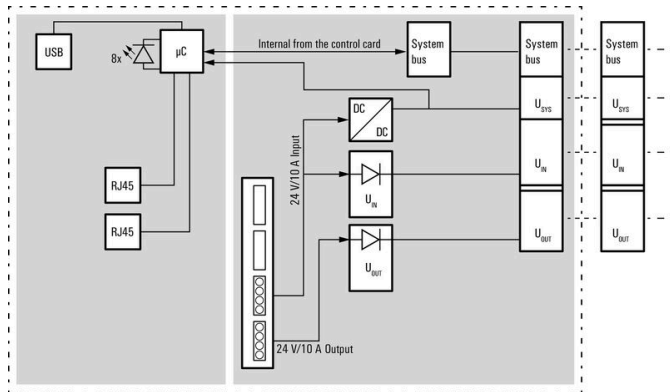 USB
8x
µC
Internal from the control card
System
bus
System
bus
System
bus
DC
DC
U_SYS
U_SYS
24 V/10 A Input
U_IN
U_IN
U_IN
RJ45
RJ45
U_OUT
U_OUT
U_OUT
24 V/10 A Output